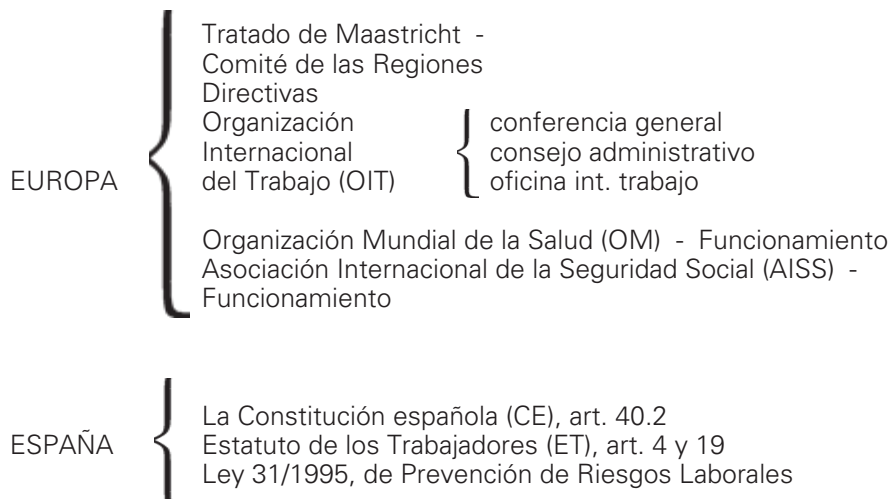 Tratado de Maastricht -
Comité de las Regiones
Directivas
Organización
Internacional
del Trabajo (OIT)
conferencia general
consejo administrativo
oficina int. trabajo
EUROPA
Organización Mundial de la Salud (OM) - Funcionamiento
Asociación Internacional de la Seguridad Social (AISS) -
Funcionamiento
La Constitución española (CE), art. 40.2
ESPAÑA
Estatuto de los Trabajadores (ET), art. 4 y 19
Ley 31/1995, de Prevención de Riesgos Laborales